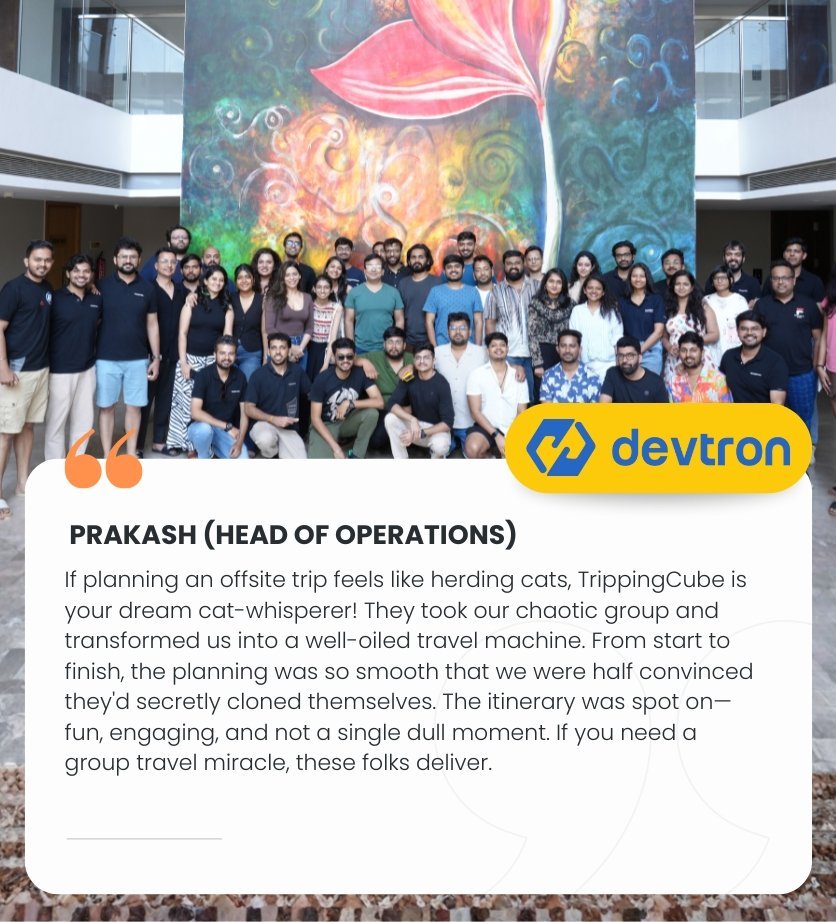 devtron
PRAKASH (HEAD OF OPERATIONS)
If planning an offsite trip feels like herding cats, TrippingCube is
your dream cat-whisperer! They took our chaotic group and
transformed us into a well-oiled travel machine. From start to
finish, the planning was so smooth that we were half convinced
they'd secretly cloned themselves. The itinerary was spot on—
fun, engaging, and not a single dull moment. If you need a
group travel miracle, these folks deliver.